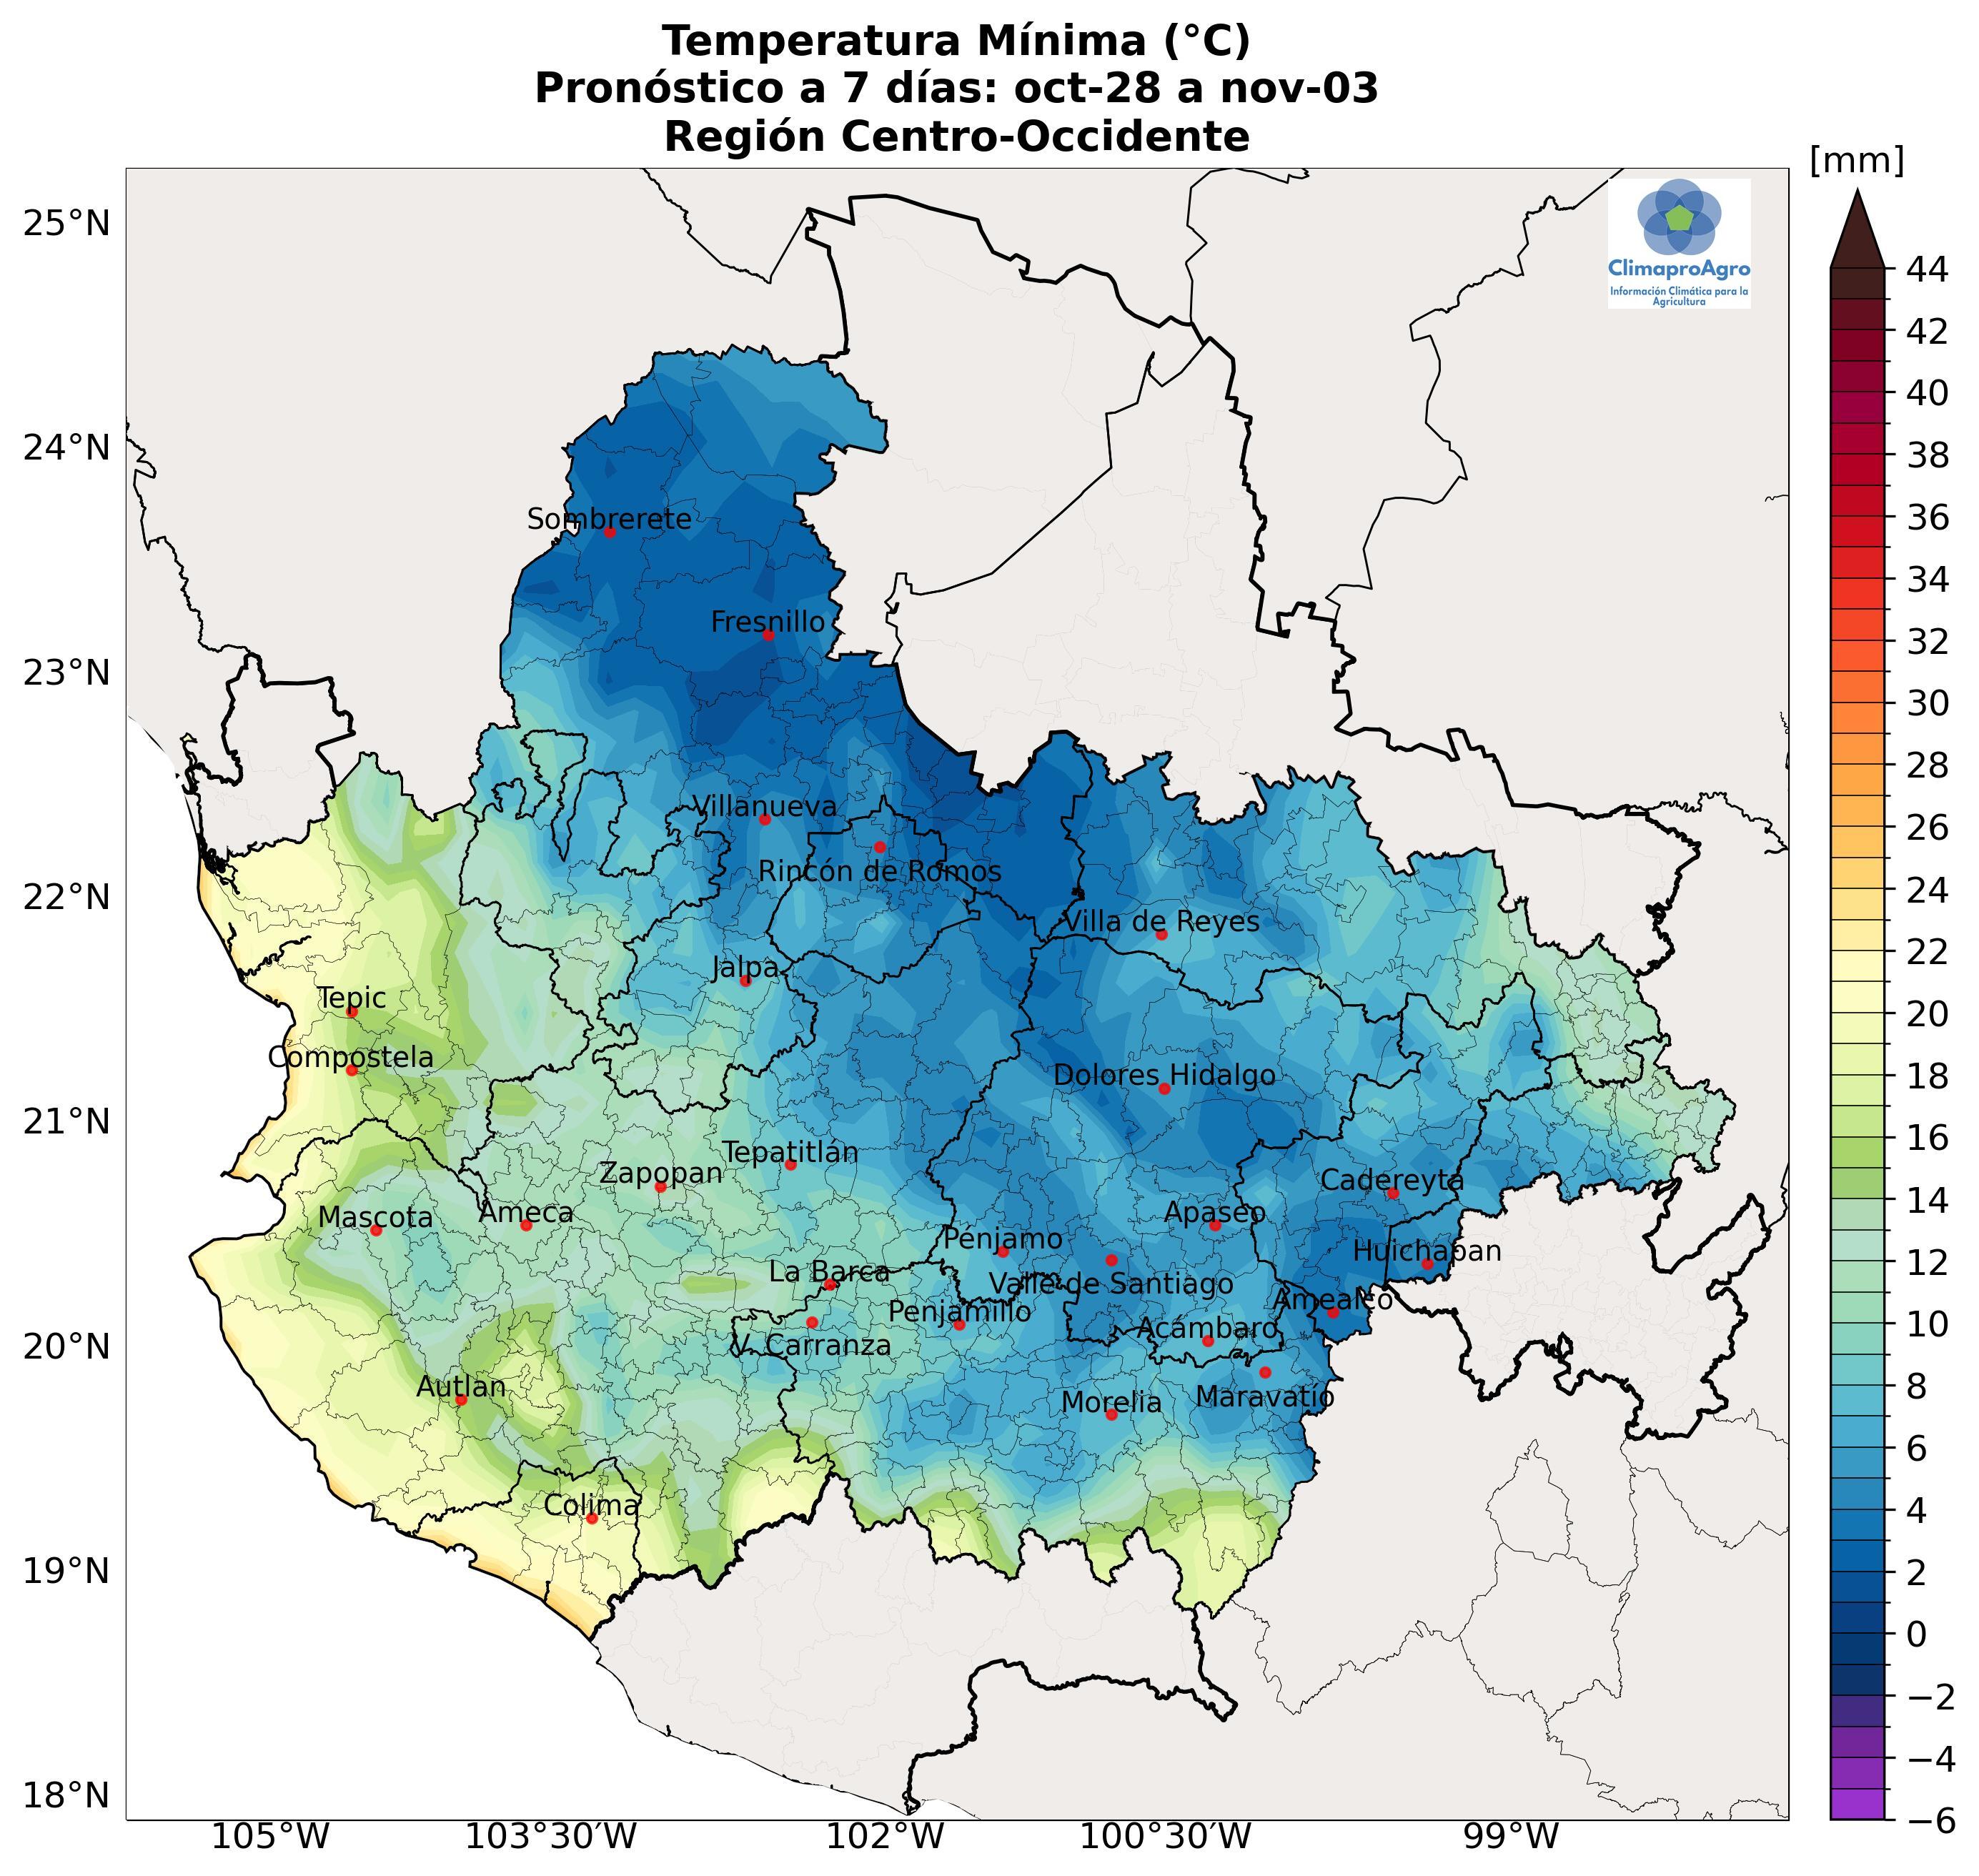 Temperatura Mínima (°C)
Pronóstico a 7 días: oct-28 a nov-03
Región Centro-Occidente
[mm]
ClimaproAgro
Información Climática para la
Agricultura
25°N
24°N
23°N
22°N
21°N
20°N
19°N
18°N
Sombrerete
Fresnillo
Villanueva
Rincón de Romos
Villa de Reyes
Jalpa
Tepic
Compostela
Dolores Hidalgo
Tepatitlán
Zapopan
Cadereyta
Mascota
Ameca
Apaseo
Penjamo
Huichapan
La Barca
Valle de Santiago
Penjamillo
Amealco
V. Carranza
Acámbaro
Autlan
Morelia
Maravatío
Colima
105°W
103°30'W
102°W
100°30'W
99°W
44
42
40
38
36
34
32
30
28
26
24
22
20
18
16
14
12
10
8
6
4
2
0
−2
−4
−6